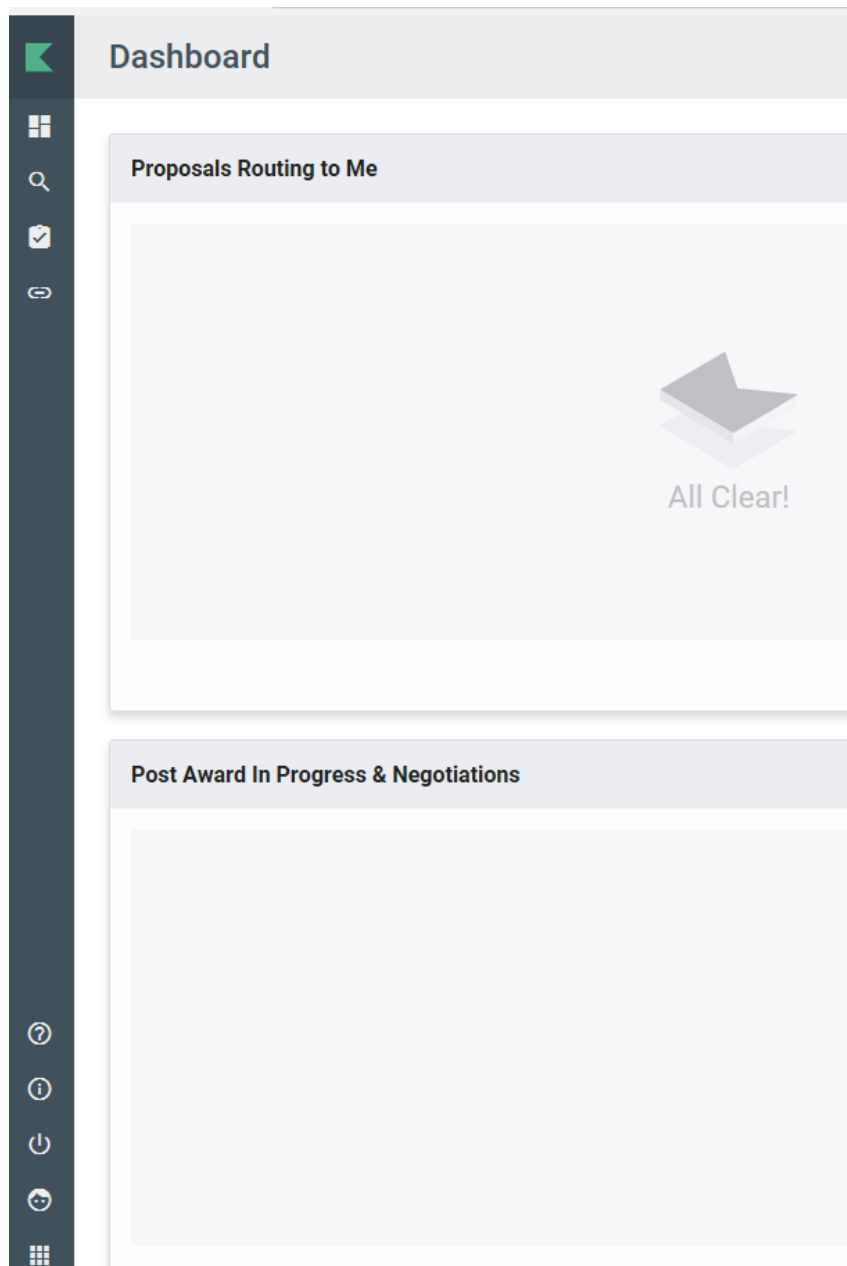 Dashboard
Proposals Routing to Me
All Clear!
Post Award In Progress & Negotiations